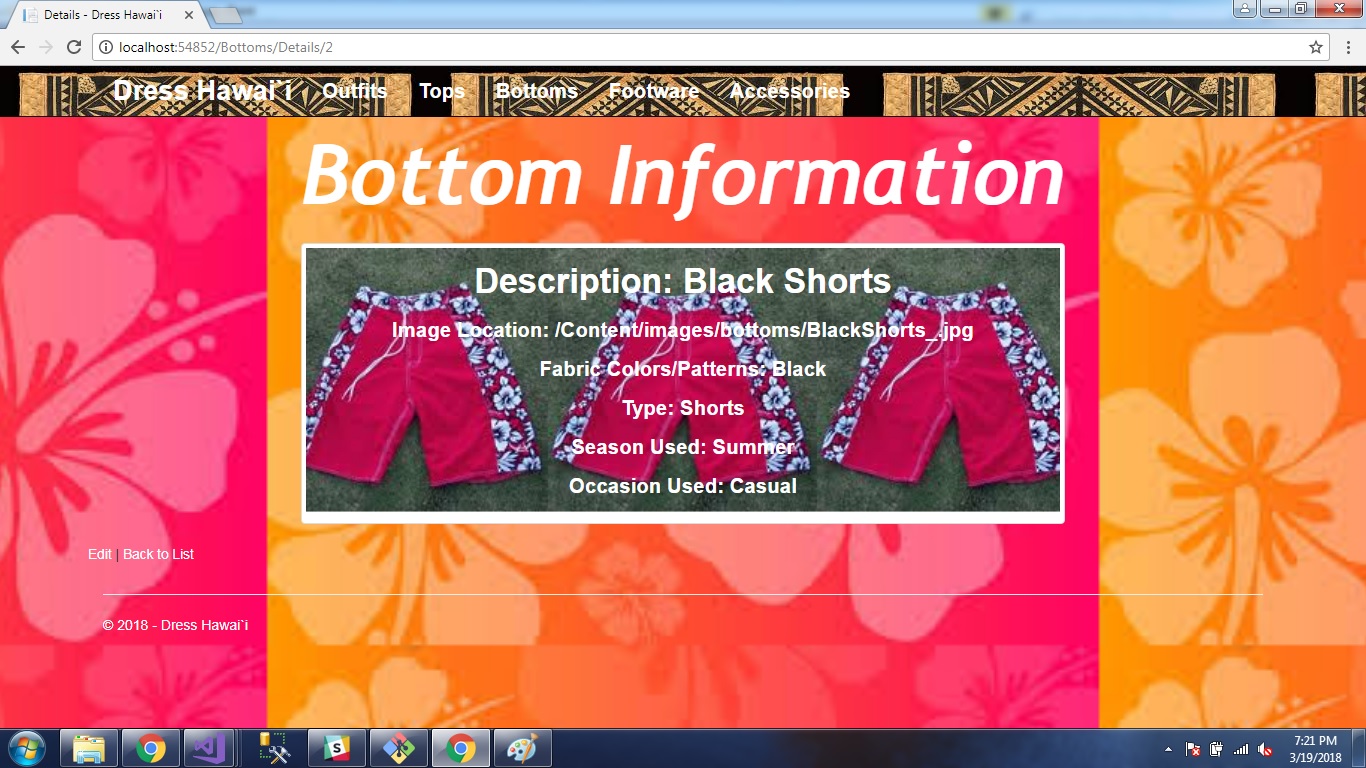 Details - Dress Hawai`i
localhost:54852/Bottoms/Details/2
Dress Hawai`i Outfits Tops Bottoms Footware Accessories
Bottom Information
Description: Black Shorts
Image Location: /Content/images/bottoms/BlackShorts_.jpg
Fabric Colors/Patterns: Black
Type: Shorts
Season Used: Summer
Occasion Used: Casual
Edit | Back to List
© 2018 - Dress Hawai`i
7:21 PM
3/19/2018